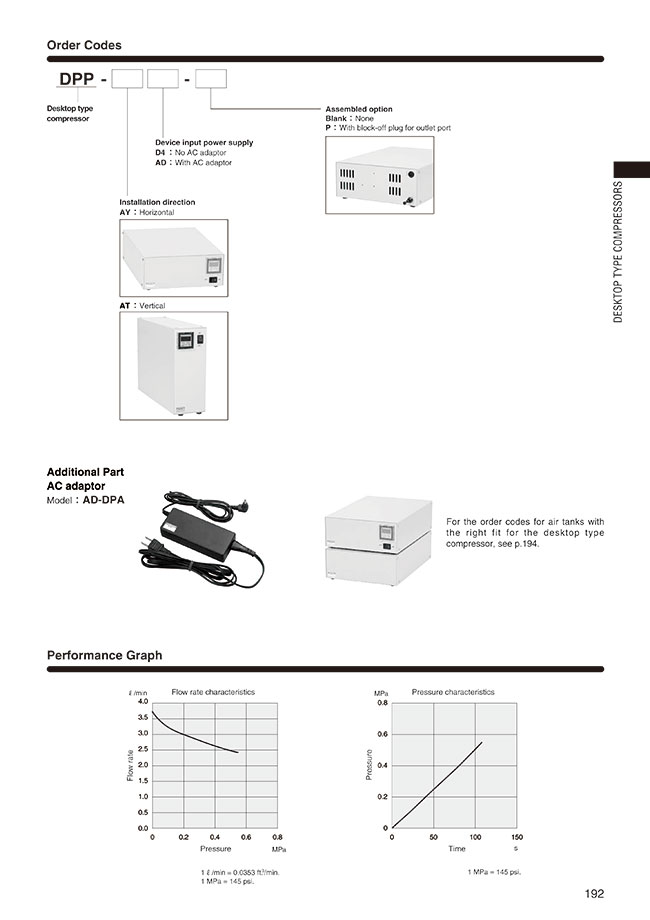 Order Codes
DPP - -
Desktop type
compressor
Assembled option
Blank : None
P : With block-off plug for outlet port
Device input power supply
D4 : No AC adaptor
AD : With AC adaptor
Installation direction
AY : Horizontal
AT : Vertical
DESKTOP TYPE COMPRESSORS
Additional Part
AC adaptor
Model : AD-DPA
For the order codes for air tanks with
the right fit for the desktop type
compressor, see p.194.
Performance Graph
ℓ/min
Flow rate characteristics
4.0
3.5
3.0
2.5
2.0
1.5
1.0
0.5
0.0
Flow rate
0 0.2 0.4 0.6 0.8
Pressure
MPa
1 ℓ/min = 0.0353 ft³/min.
1 MPa = 145 psi.
MPa
Pressure characteristics
0.8
0.6
0.4
0.2
0
Pressure
0 50 100 150
Time
s
1 MPa = 145 psi.
192